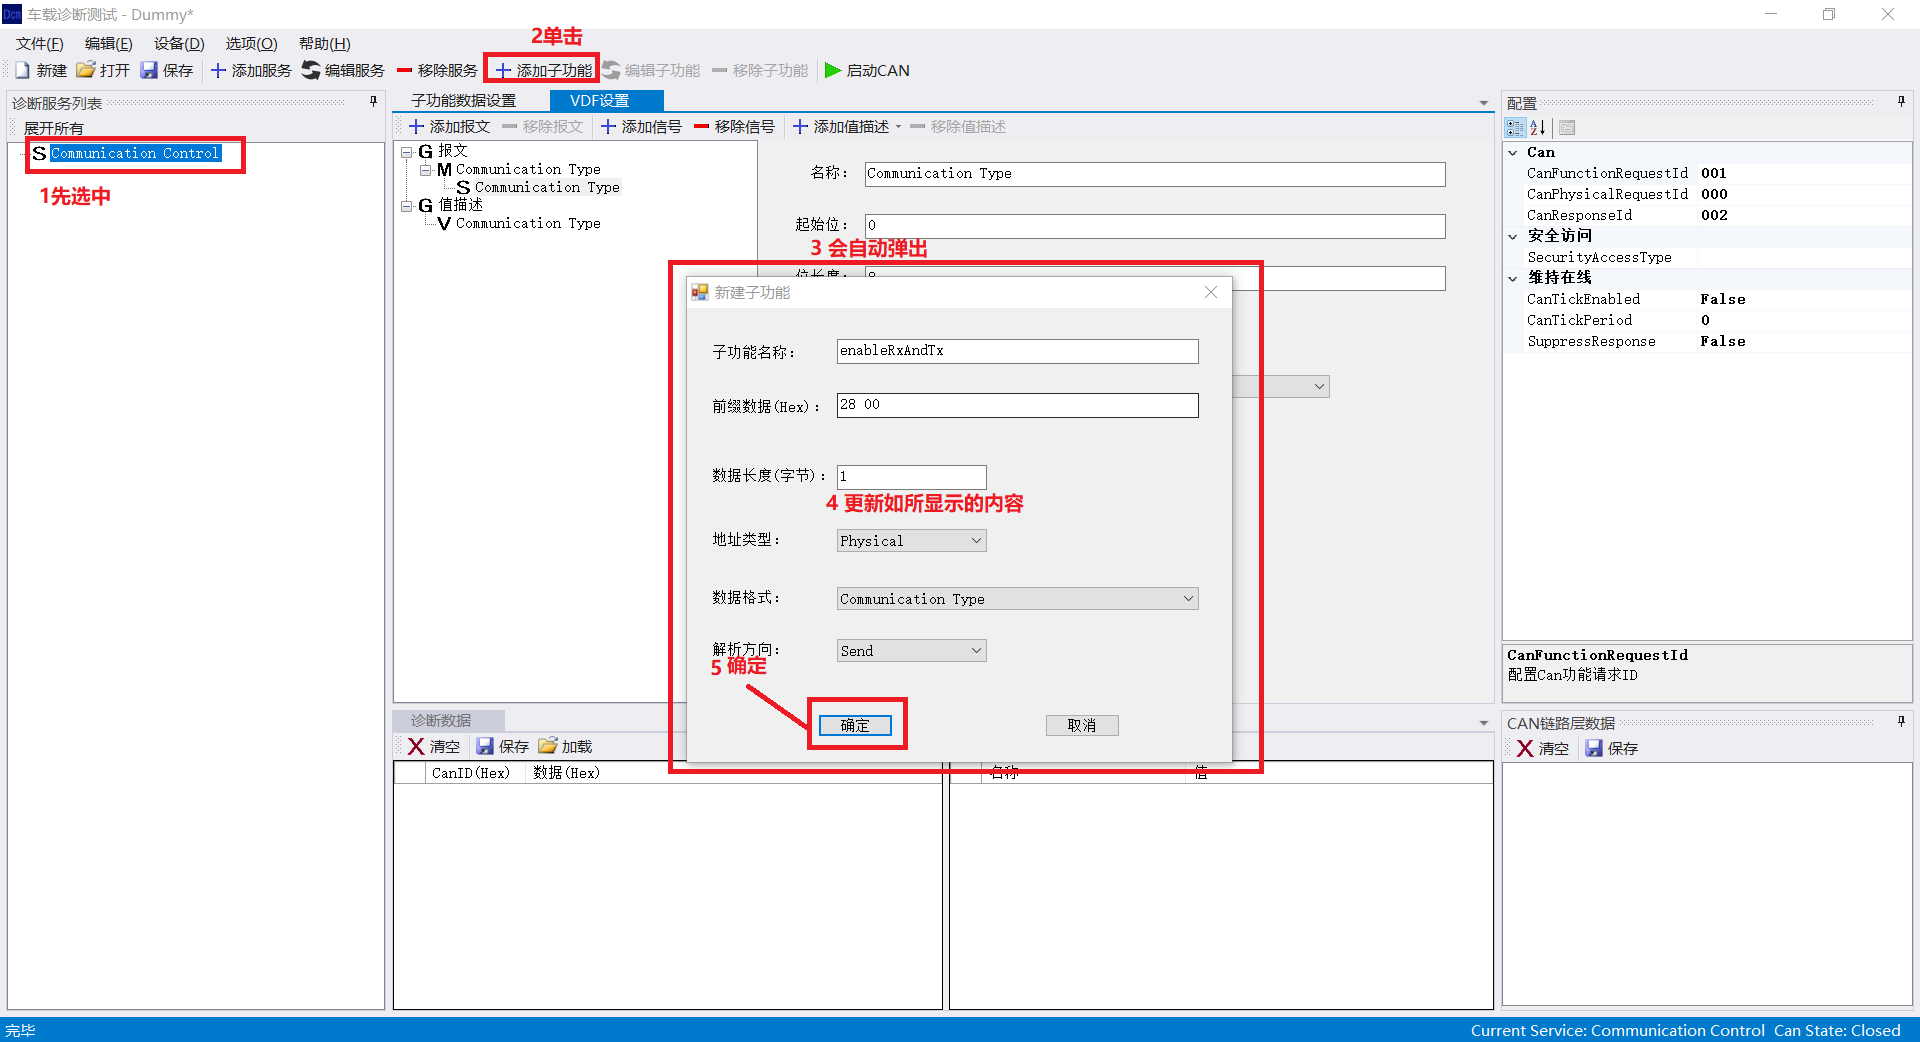 Dcm 车载诊断测试 - Dummy*
文件(F) 编辑(E) 设备(D) 选项(O) 帮助(H)
2单击
新建 打开 保存 添加服务 编辑服务 移除服务 添加子功能 编辑子功能 移除子功能 启动CAN
诊断服务列表
展开所有
S Communication Control
1先选中
子功能数据设置 VDF设置
添加报文 移除报文 添加信号 移除信号 添加值描述 移除值描述
G 报文
M Communication Type
S Communication Type
G 值描述
V Communication Type
名称： Communication Type
起始位： 0
3 会自动弹出
位长度： 8
新建子功能
子功能名称： enableRxAndTx
前缀数据(Hex)： 28 00
数据长度(字节)： 1
4 更新如所显示的内容
地址类型： Physical
数据格式： Communication Type
解析方向： Send
5 确定
确定 取消
诊断数据
清空 保存 加载
CanID(Hex) 数据(Hex)
名称 值
配置
Can
CanFunctionRequestId 001
CanPhysicalRequestId 000
CanResponseId 002
安全访问
SecurityAccessType
维持在线
CanTickEnabled False
CanTickPeriod 0
SuppressResponse False
CanFunctionRequestId
配置Can功能请求ID
CAN链路层数据
清空 保存
完毕
Current Service: Communication Control Can State: Closed